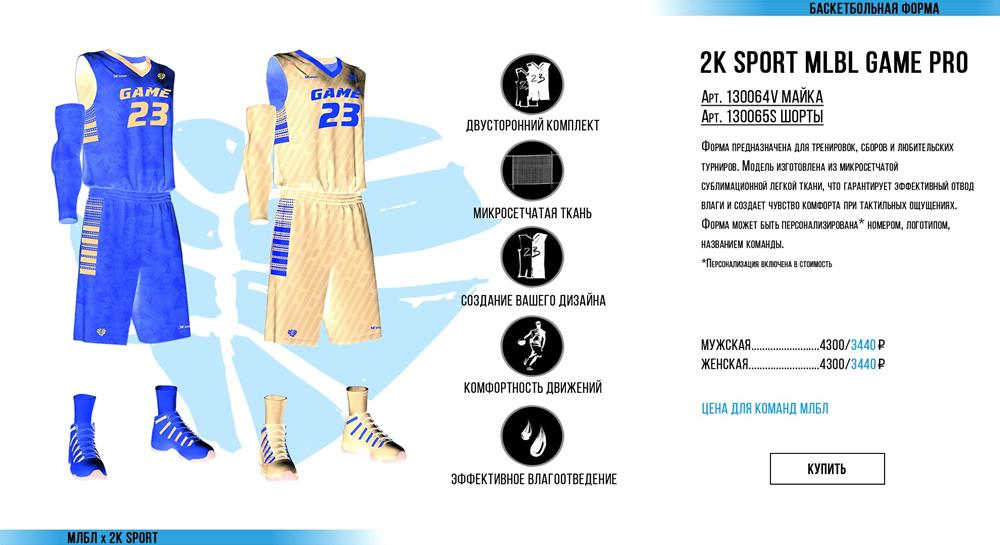 БАСКЕТБОЛЬНАЯ ФОРМА
2K SPORT MLBL GAME PRO
Арт. 130064V МАЙКА
Арт. 130065S ШОРТЫ
Форма предназначена для тренировок, сборов и любительских
турниров. Модель изготовлена из микросетчатой
сублимационной легкой ткани, что гарантирует эффективный отвод
влаги и создает чувство комфорта при тактильных ощущениях.
Форма может быть персонализирована* номером, логотипом,
названием команды.
*Персонализация включена в стоимость
МУЖСКАЯ.........................4300/3440 ₽
ЖЕНСКАЯ..........................4300/3440 ₽
ЦЕНА ДЛЯ КОМАНД МЛБЛ
КУПИТЬ
GAME
23
GAME
23
23
ДВУСТОРОННИЙ КОМПЛЕКТ
МИКРОСЕТЧАТАЯ ТКАНЬ
23
СОЗДАНИЕ ВАШЕГО ДИЗАЙНА
КОМФОРТНОСТЬ ДВИЖЕНИЙ
ЭФФЕКТИВНОЕ ВЛАГООТВЕДЕНИЕ
МЛБЛ x 2K SPORT